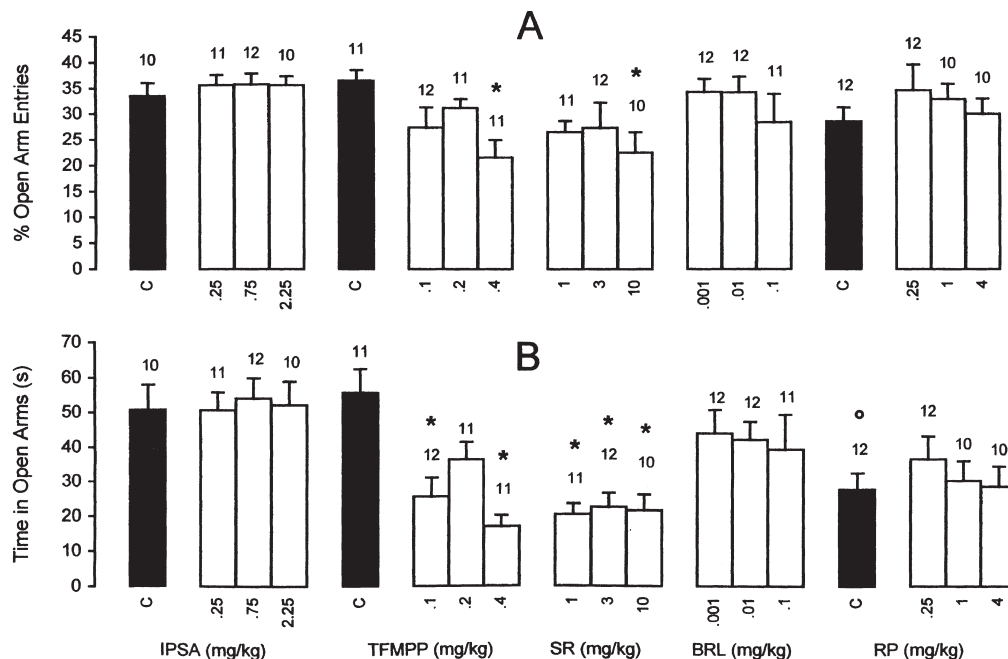 A
% Open Arm Entries
45
40
35
30
25
20
15
10
5
0
10 11 12 10 11 12 11 * 11 11 12 * 10 12 12 11 12 12 10 10
C .25 .75 2.25 C .1 .2 .4 1 3 10 .001 .01 .1 C .25 1 4
B
Time in Open Arms (s)
70
60
50
40
30
20
10
0
10 11 12 10 11 * 12 11 * 11 * 11 * 12 * 10 12 12 11 ° 12 12 10 10
C .25 .75 2.25 C .1 .2 .4 1 3 10 .001 .01 .1 C .25 1 4
IPSA (mg/kg) TFMPP (mg/kg) SR (mg/kg) BRL (mg/kg) RP (mg/kg)